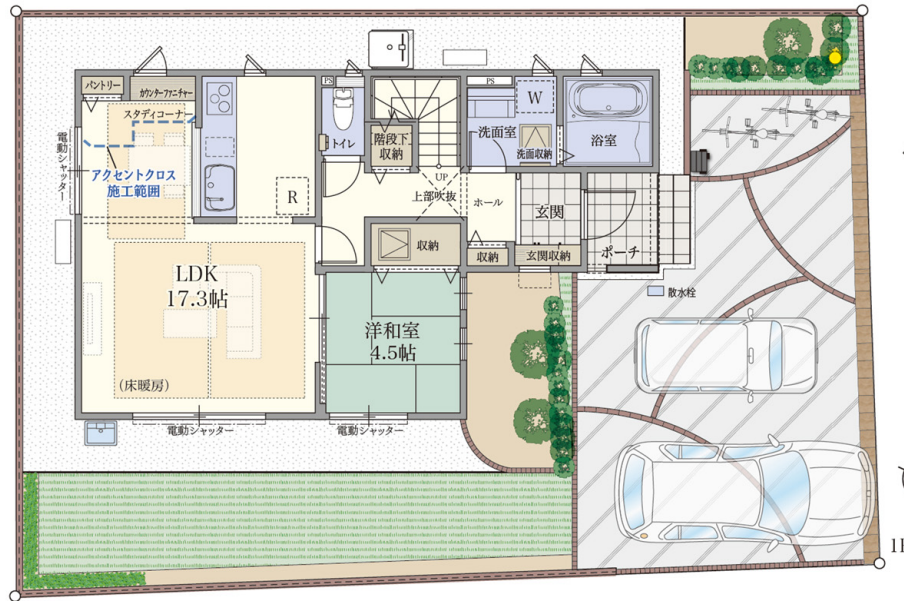 パントリー
カウンターファニチャー
スタディコーナー
アクセントクロス
施工範囲
電動シャッター
R
PS
トイレ
階段下
収納
UP
上部吹抜
PS
W
洗面室
洗面収納
浴室
ホール
玄関
ポーチ
収納
収納
玄関収納
散水栓
LDK
17.3帖
(床暖房)
洋和室
4.5帖
電動シャッター
電動シャッター